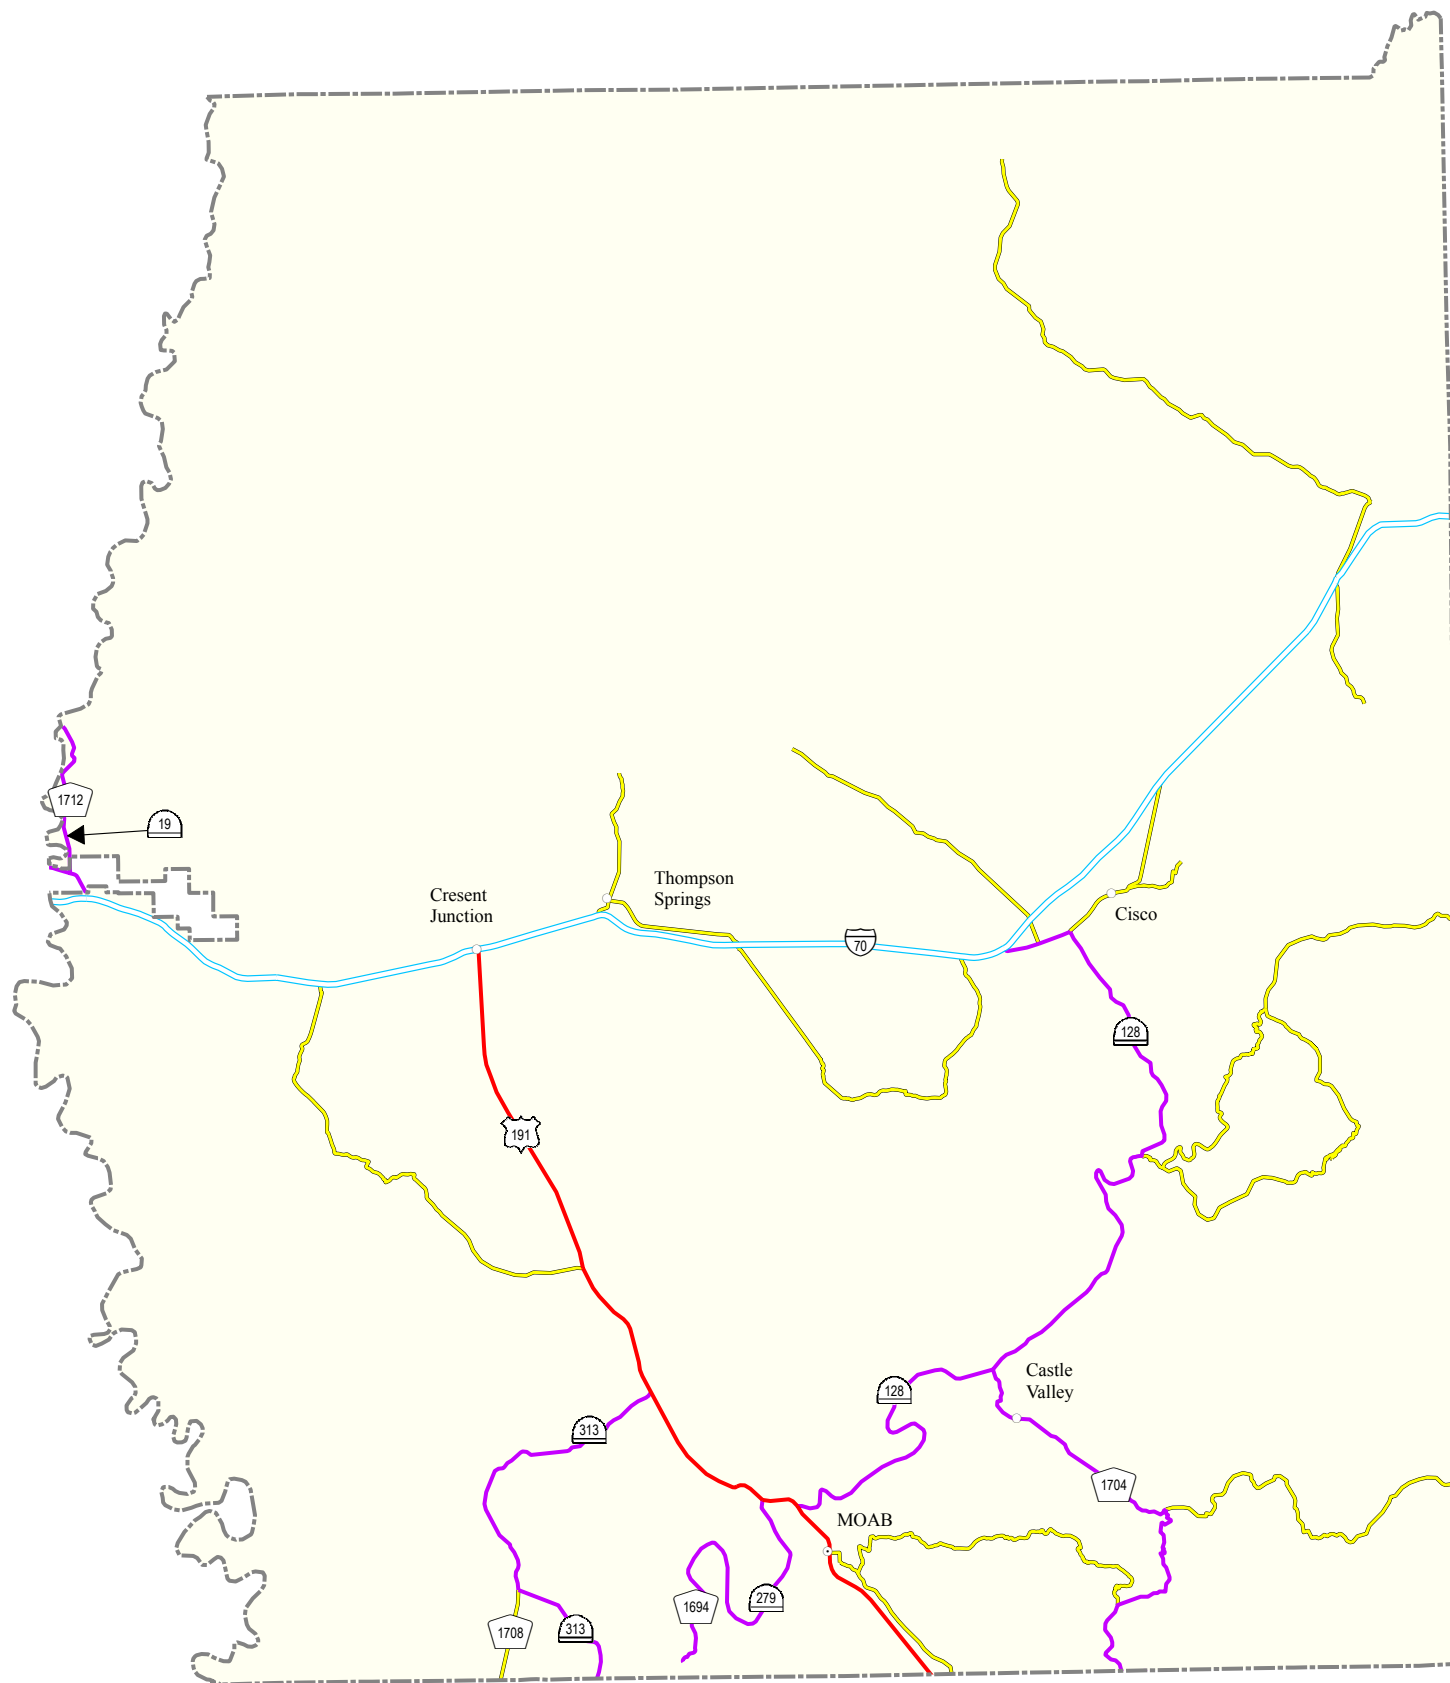 1712
19
Cresent
Junction
Thompson
Springs
Cisco
70
128
191
Castle
Valley
128
313
1704
MOAB
1694
279
1708
313